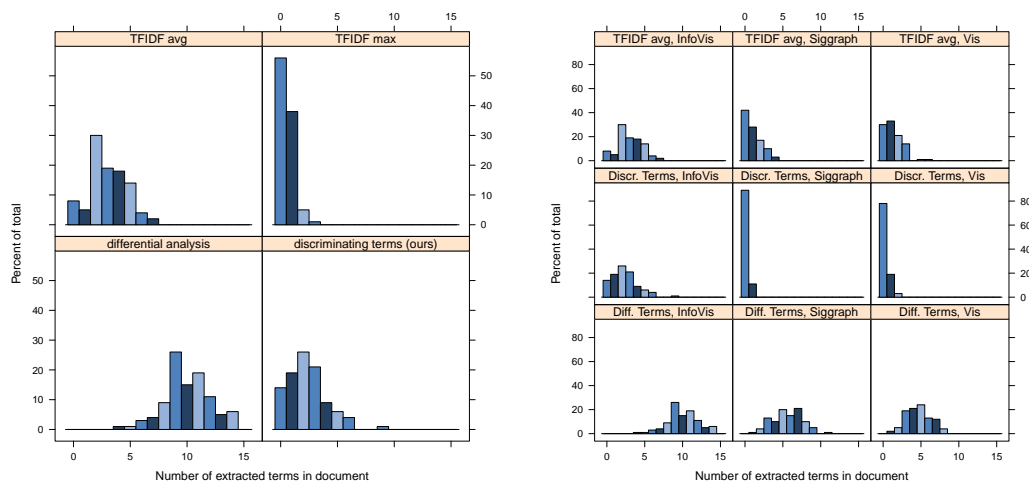 0 5 10 15
TFIDF avg TFIDF max
50
40
30
20
10
0
differential analysis discriminating terms (ours)
50
40
30
20
10
0
0 5 10 15
Percent of total
Number of extracted terms in document
0 5 10 15
TFIDF avg, InfoVis TFIDF avg, Siggraph TFIDF avg, Vis
80 80
60 60
40 40
20 20
0 0
Discr. Terms, InfoVis Discr. Terms, Siggraph Discr. Terms, Vis
80
60
40
20
0
Diff. Terms, InfoVis Diff. Terms, Siggraph Diff. Terms, Vis
80
60
40
20
0
0 5 10 15 0 5 10 15
Percent of total
Number of extracted terms in document